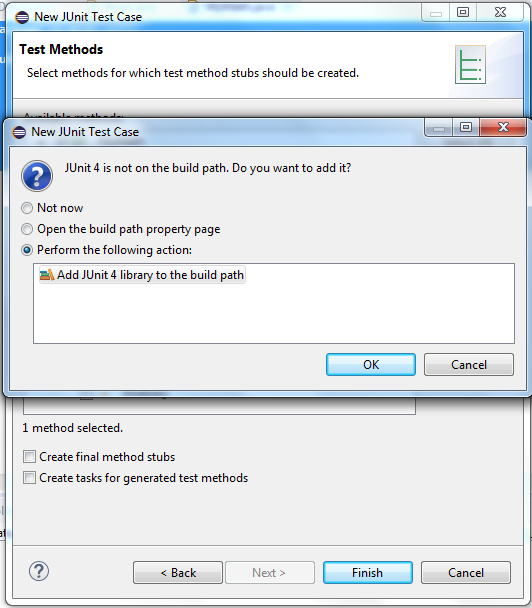 New JUnit Test Case
Test Methods
Select methods for which test method stubs should be created.
Available methods:
New JUnit Test Case
JUnit 4 is not on the build path. Do you want to add it?
Not now
Open the build path property page
Perform the following action:
Add JUnit 4 library to the build path
OK Cancel
1 method selected.
Create final method stubs
Create tasks for generated test methods
< Back Next > Finish Cancel